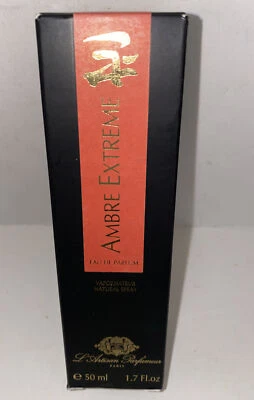 AMBRE EXTREME
EAU DE PARFUM
VAPORISATEUR
NATURAL SPRAY
L'Artisan Parfumeur
PARIS
e 50 ml 1.7 Fl.oz